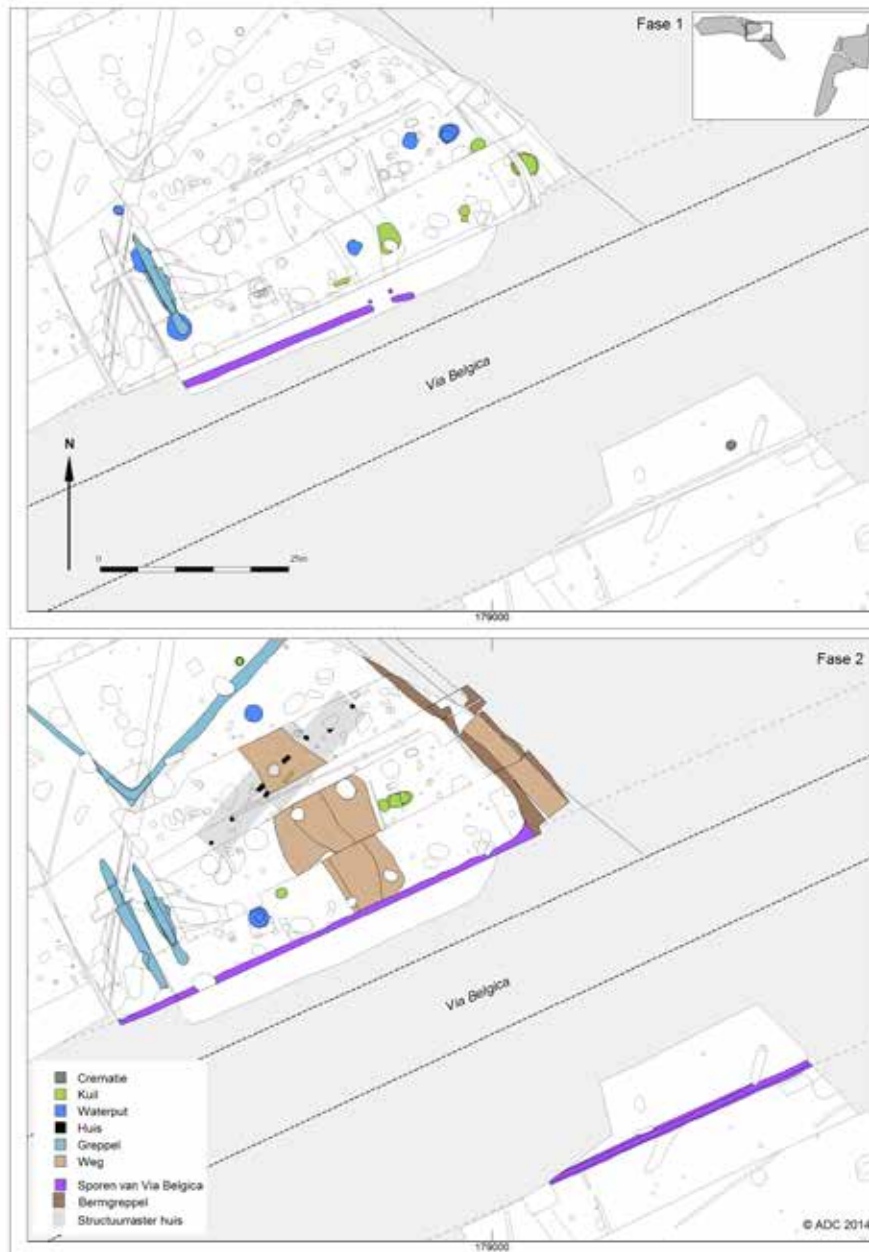 Fase 1
Via Belgica
N
0 25m
179000
Fase 2
Via Belgica
Crematie
Kuil
Waterput
Huis
Greppel
Weg
Sporen van Via Belgica
Bermgreppel
Structuurraster huis
© ADC 2014
179000